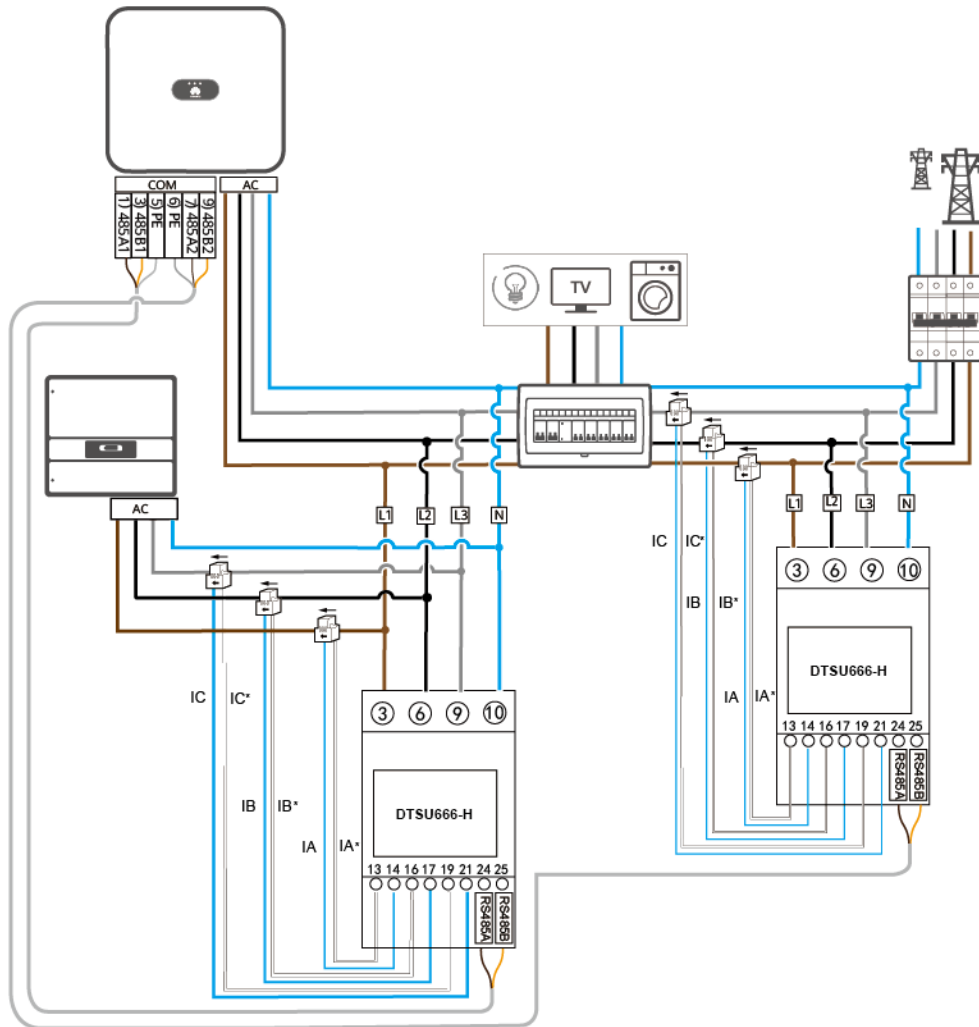 COM
AC
1) 485A1
3) 485B1
5) PE
6) PE
7) 485A2
9) 485B2
TV
AC
L1 L2 L3 N
L1 L2 L3 N
IC IC*
IB IB*
IA IA*
3 6 9 10
DTSU666-H
13 14 16 17 19 21 24 25
RS485A
RS485B
IC IC*
IB IB*
IA IA*
3 6 9 10
DTSU666-H
13 14 16 17 19 21 24 25
RS485A
RS485B